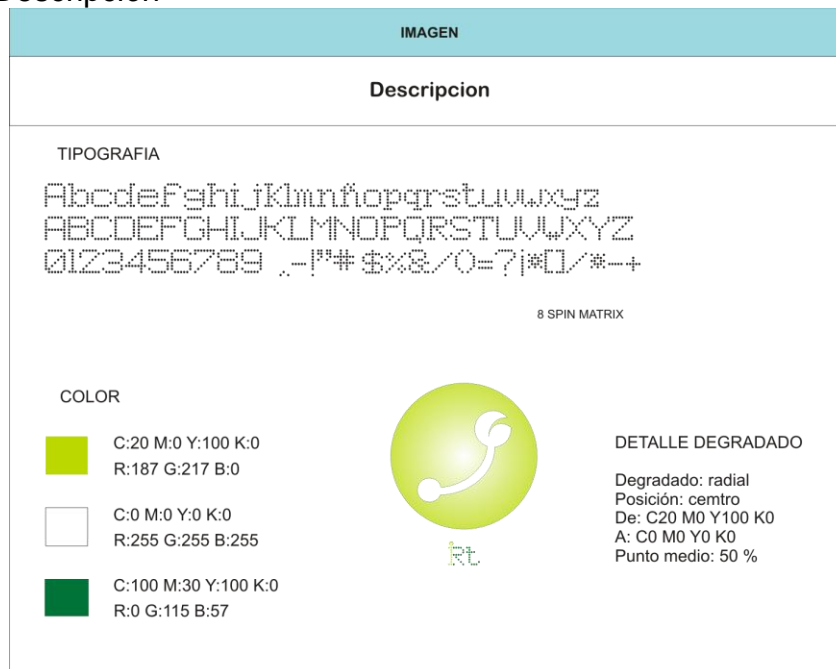 IMAGEN
Descripcion
TIPOGRAFIA
AbcdefghijKlmnñopqrstuvwxyz
ABCDEFGHIJKLMNOPQRSTUVWXYZ
0123456789 .,-!"# $%&/()=?¡*[]/*-+
8 SPIN MATRIX
COLOR
C:20 M:0 Y:100 K:0
R:187 G:217 B:0
C:0 M:0 Y:0 K:0
R:255 G:255 B:255
C:100 M:30 Y:100 K:0
R:0 G:115 B:57
iRt
DETALLE DEGRADADO
Degradado: radial
Posición: cemtro
De: C20 M0 Y100 K0
A: C0 M0 Y0 K0
Punto medio: 50 %